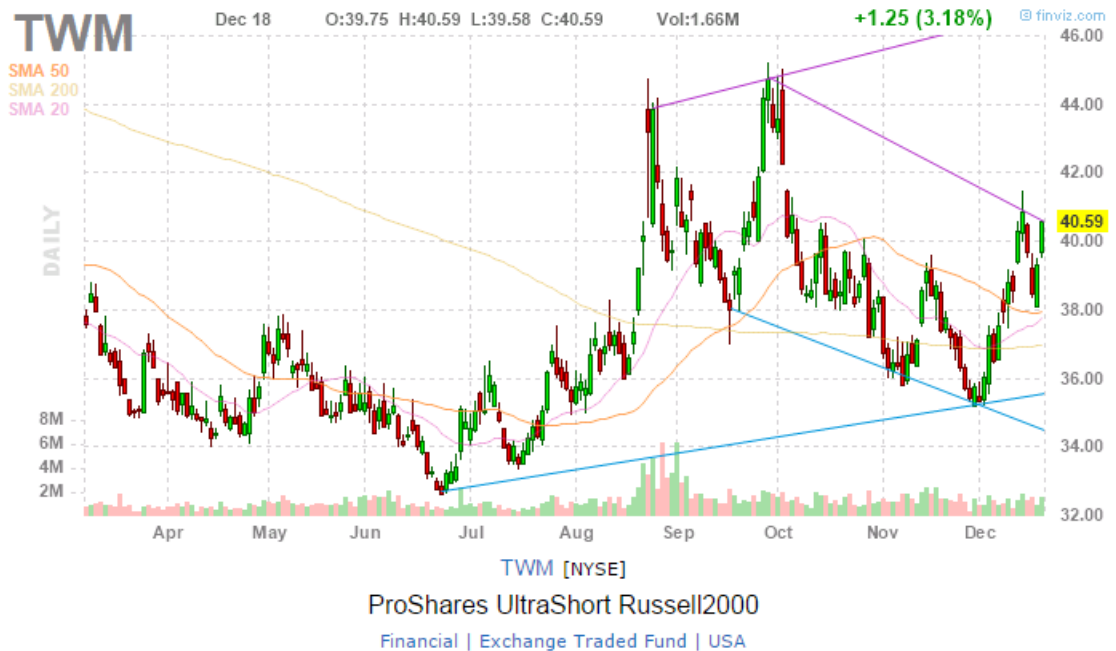 TWM
Dec 18 O:39.75 H:40.59 L:39.58 C:40.59 Vol:1.66M +1.25 (3.18%) © finviz.com
SMA 50
SMA 200
SMA 20
DAILY
46.00
44.00
42.00
40.59
40.00
38.00
36.00
34.00
32.00
8M
6M
4M
2M
Apr May Jun Jul Aug Sep Oct Nov Dec
TWM [NYSE]
ProShares UltraShort Russell2000
Financial | Exchange Traded Fund | USA